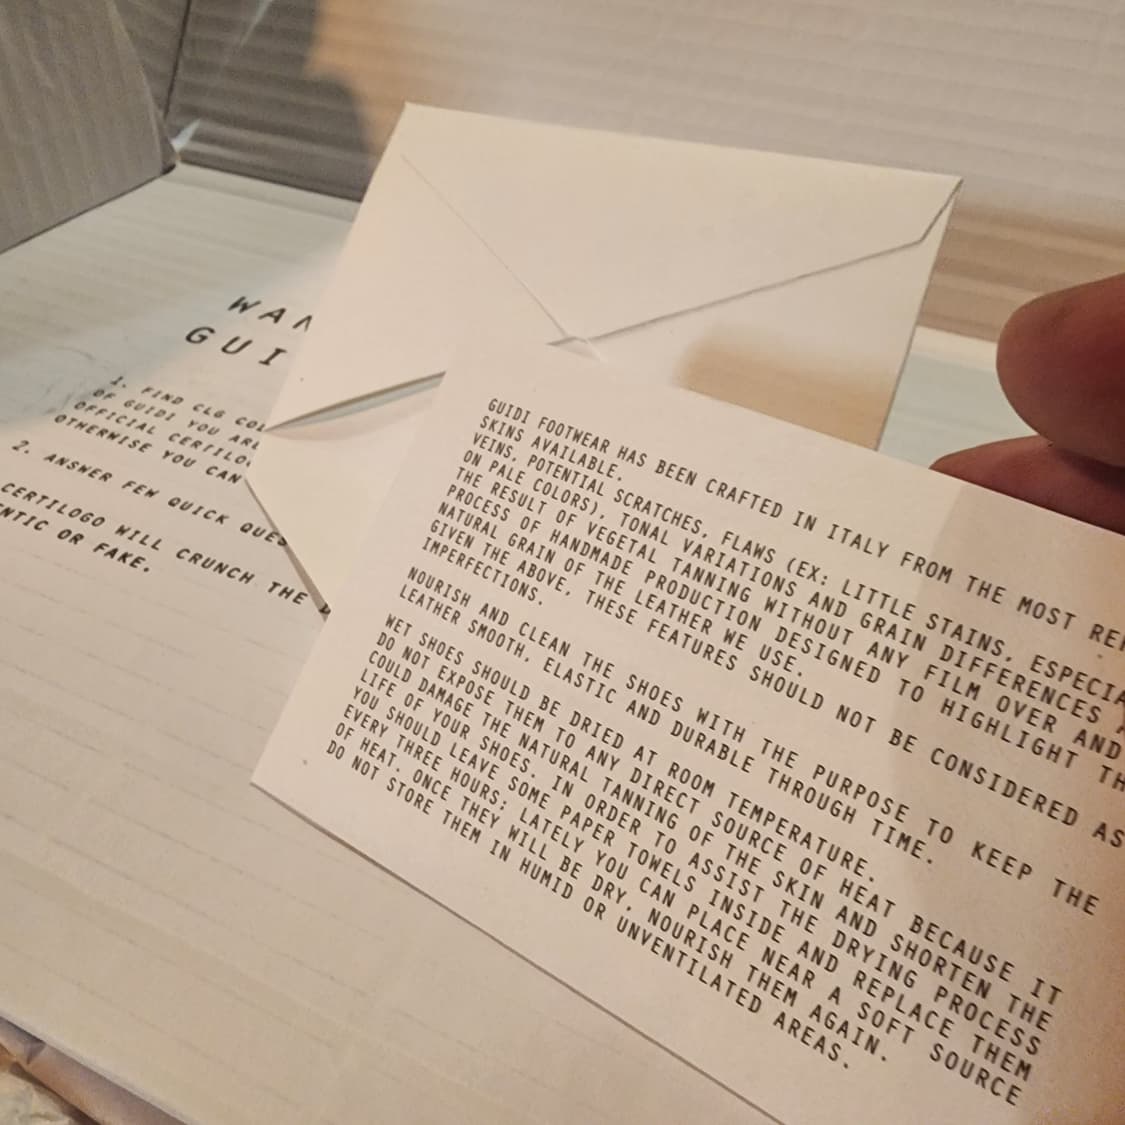 WAN
GUI
1. FIND CLG COL
OF GUIDI YOU ARE
OFFICIAL CERTILO
OTHERWISE YOU CAN
2. ANSWER FEW QUICK QUES
CERTILOGO WILL CRUNCH THE
NTIC OR FAKE.
GUIDI FOOTWEAR HAS BEEN CRAFTED IN ITALY FROM THE MOST REF
SKINS AVAILABLE.
VEINS, POTENTIAL SCRATCHES, FLAWS (EX: LITTLE STAINS, ESPECIA
ON PALE COLORS), TONAL VARIATIONS AND GRAIN DIFFERENCES A
THE RESULT OF VEGETAL TANNING WITHOUT ANY FILM OVER AND
PROCESS OF HANDMADE PRODUCTION DESIGNED TO HIGHLIGHT TH
NATURAL GRAIN OF THE LEATHER WE USE.
GIVEN THE ABOVE, THESE FEATURES SHOULD NOT BE CONSIDERED AS
IMPERFECTIONS.
NOURISH AND CLEAN THE SHOES WITH THE PURPOSE TO KEEP THE
LEATHER SMOOTH, ELASTIC AND DURABLE THROUGH TIME.
WET SHOES SHOULD BE DRIED AT ROOM TEMPERATURE.
DO NOT EXPOSE THEM TO ANY DIRECT SOURCE OF HEAT BECAUSE IT
COULD DAMAGE THE NATURAL TANNING OF THE SKIN AND SHORTEN THE
LIFE OF YOUR SHOES. IN ORDER TO ASSIST THE DRYING PROCESS
YOU SHOULD LEAVE SOME PAPER TOWELS INSIDE AND REPLACE THEM
EVERY THREE HOURS; LATELY YOU CAN PLACE NEAR A SOFT SOURCE
OF HEAT. ONCE THEY WILL BE DRY, NOURISH THEM AGAIN.
DO NOT STORE THEM IN HUMID OR UNVENTILATED AREAS.